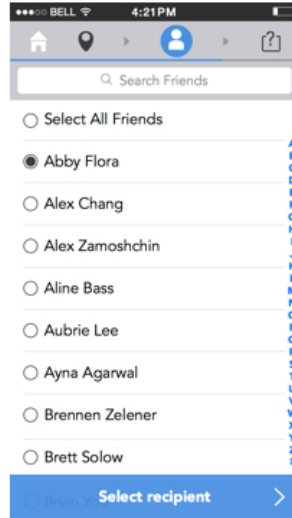 BELL 4:21PM
[?]
Search Friends
Select All Friends
Abby Flora
Alex Chang
Alex Zamoshchin
Aline Bass
Aubrie Lee
Ayna Agarwal
Brennen Zelener
Brett Solow
Select recipient